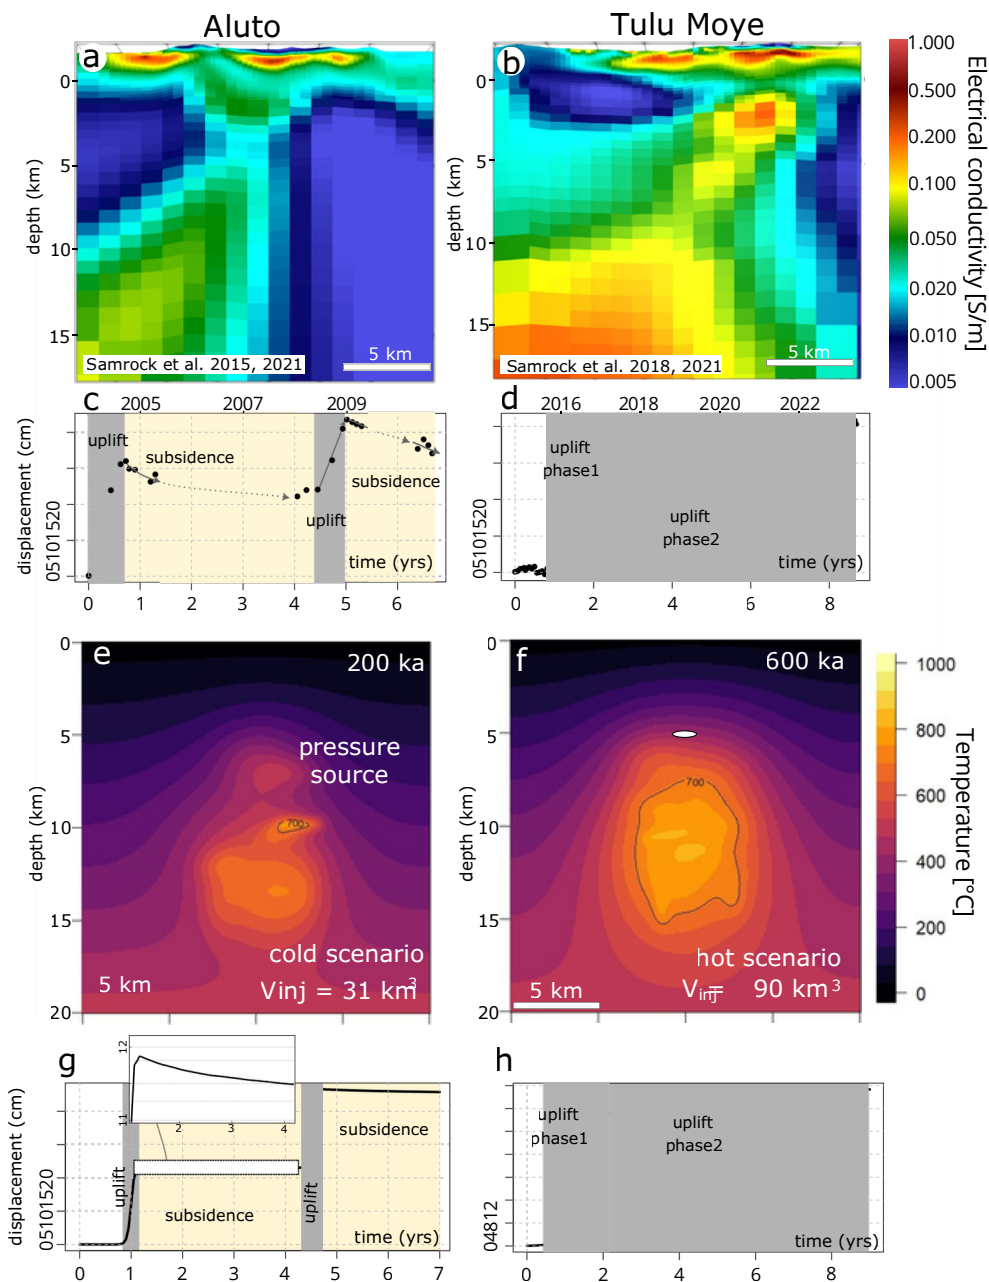 Aluto
Tulu Moye
a
b
0
5
10
15
depth (km)
Samrock et al. 2015, 2021
5 km
0
5
10
15
depth (km)
Samrock et al. 2018, 2021
5 km
1.000
0.500
0.200
0.100
0.050
0.020
0.010
0.005
Electrical conductivity [S/m]
c
2005
2007
2009
uplift
subsidence
uplift
subsidence
displacement (cm)
05101520
time (yrs)
0
1
2
3
4
5
6
d
2016
2018
2020
2022
uplift
phase1
uplift
phase2
05101520
time (yrs)
0
2
4
6
8
e
200 ka
pressure
source
700
cold scenario
5 km
Vinj = 31 km3
0
5
10
15
20
depth (km)
f
600 ka
700
hot scenario
5 km
Vinj= 90 km3
0
5
10
15
20
depth (km)
1000
800
600
400
200
0
Temperature [°C]
g
12
11
2
3
4
uplift
subsidence
uplift
subsidence
displacement (cm)
05101520
time (yrs)
0
1
2
3
4
5
6
7
h
uplift
phase1
uplift
phase2
04812
time (yrs)
0
2
4
6
8